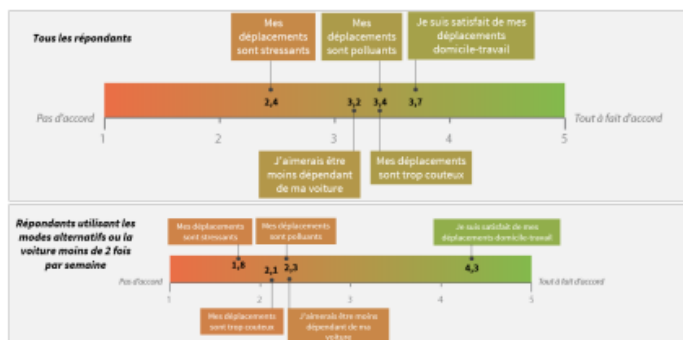 Tous les répondants
Mes
déplacements
sont stressants
Mes
déplacements
sont polluants
Je suis satisfait de mes
déplacements
domicile-travail
2,4
3,2
3,4
3,7
Pas d'accord
Tout à fait d'accord
1
2
3
4
5
J'aimerais être
moins dépendant
de ma voiture
Mes déplacements
sont trop couteux
Répondants utilisant les
modes alternatifs ou la
voiture moins de 2 fois
par semaine
Mes déplacements
sont stressants
Mes déplacements
sont polluants
Je suis satisfait de mes
déplacements domicile-travail
1,8
2,1
2,3
4,3
Pas d'accord
Tout à fait d'accord
1
2
3
4
5
Mes déplacements
sont trop couteux
J'aimerais être moins
dépendant de ma
voiture